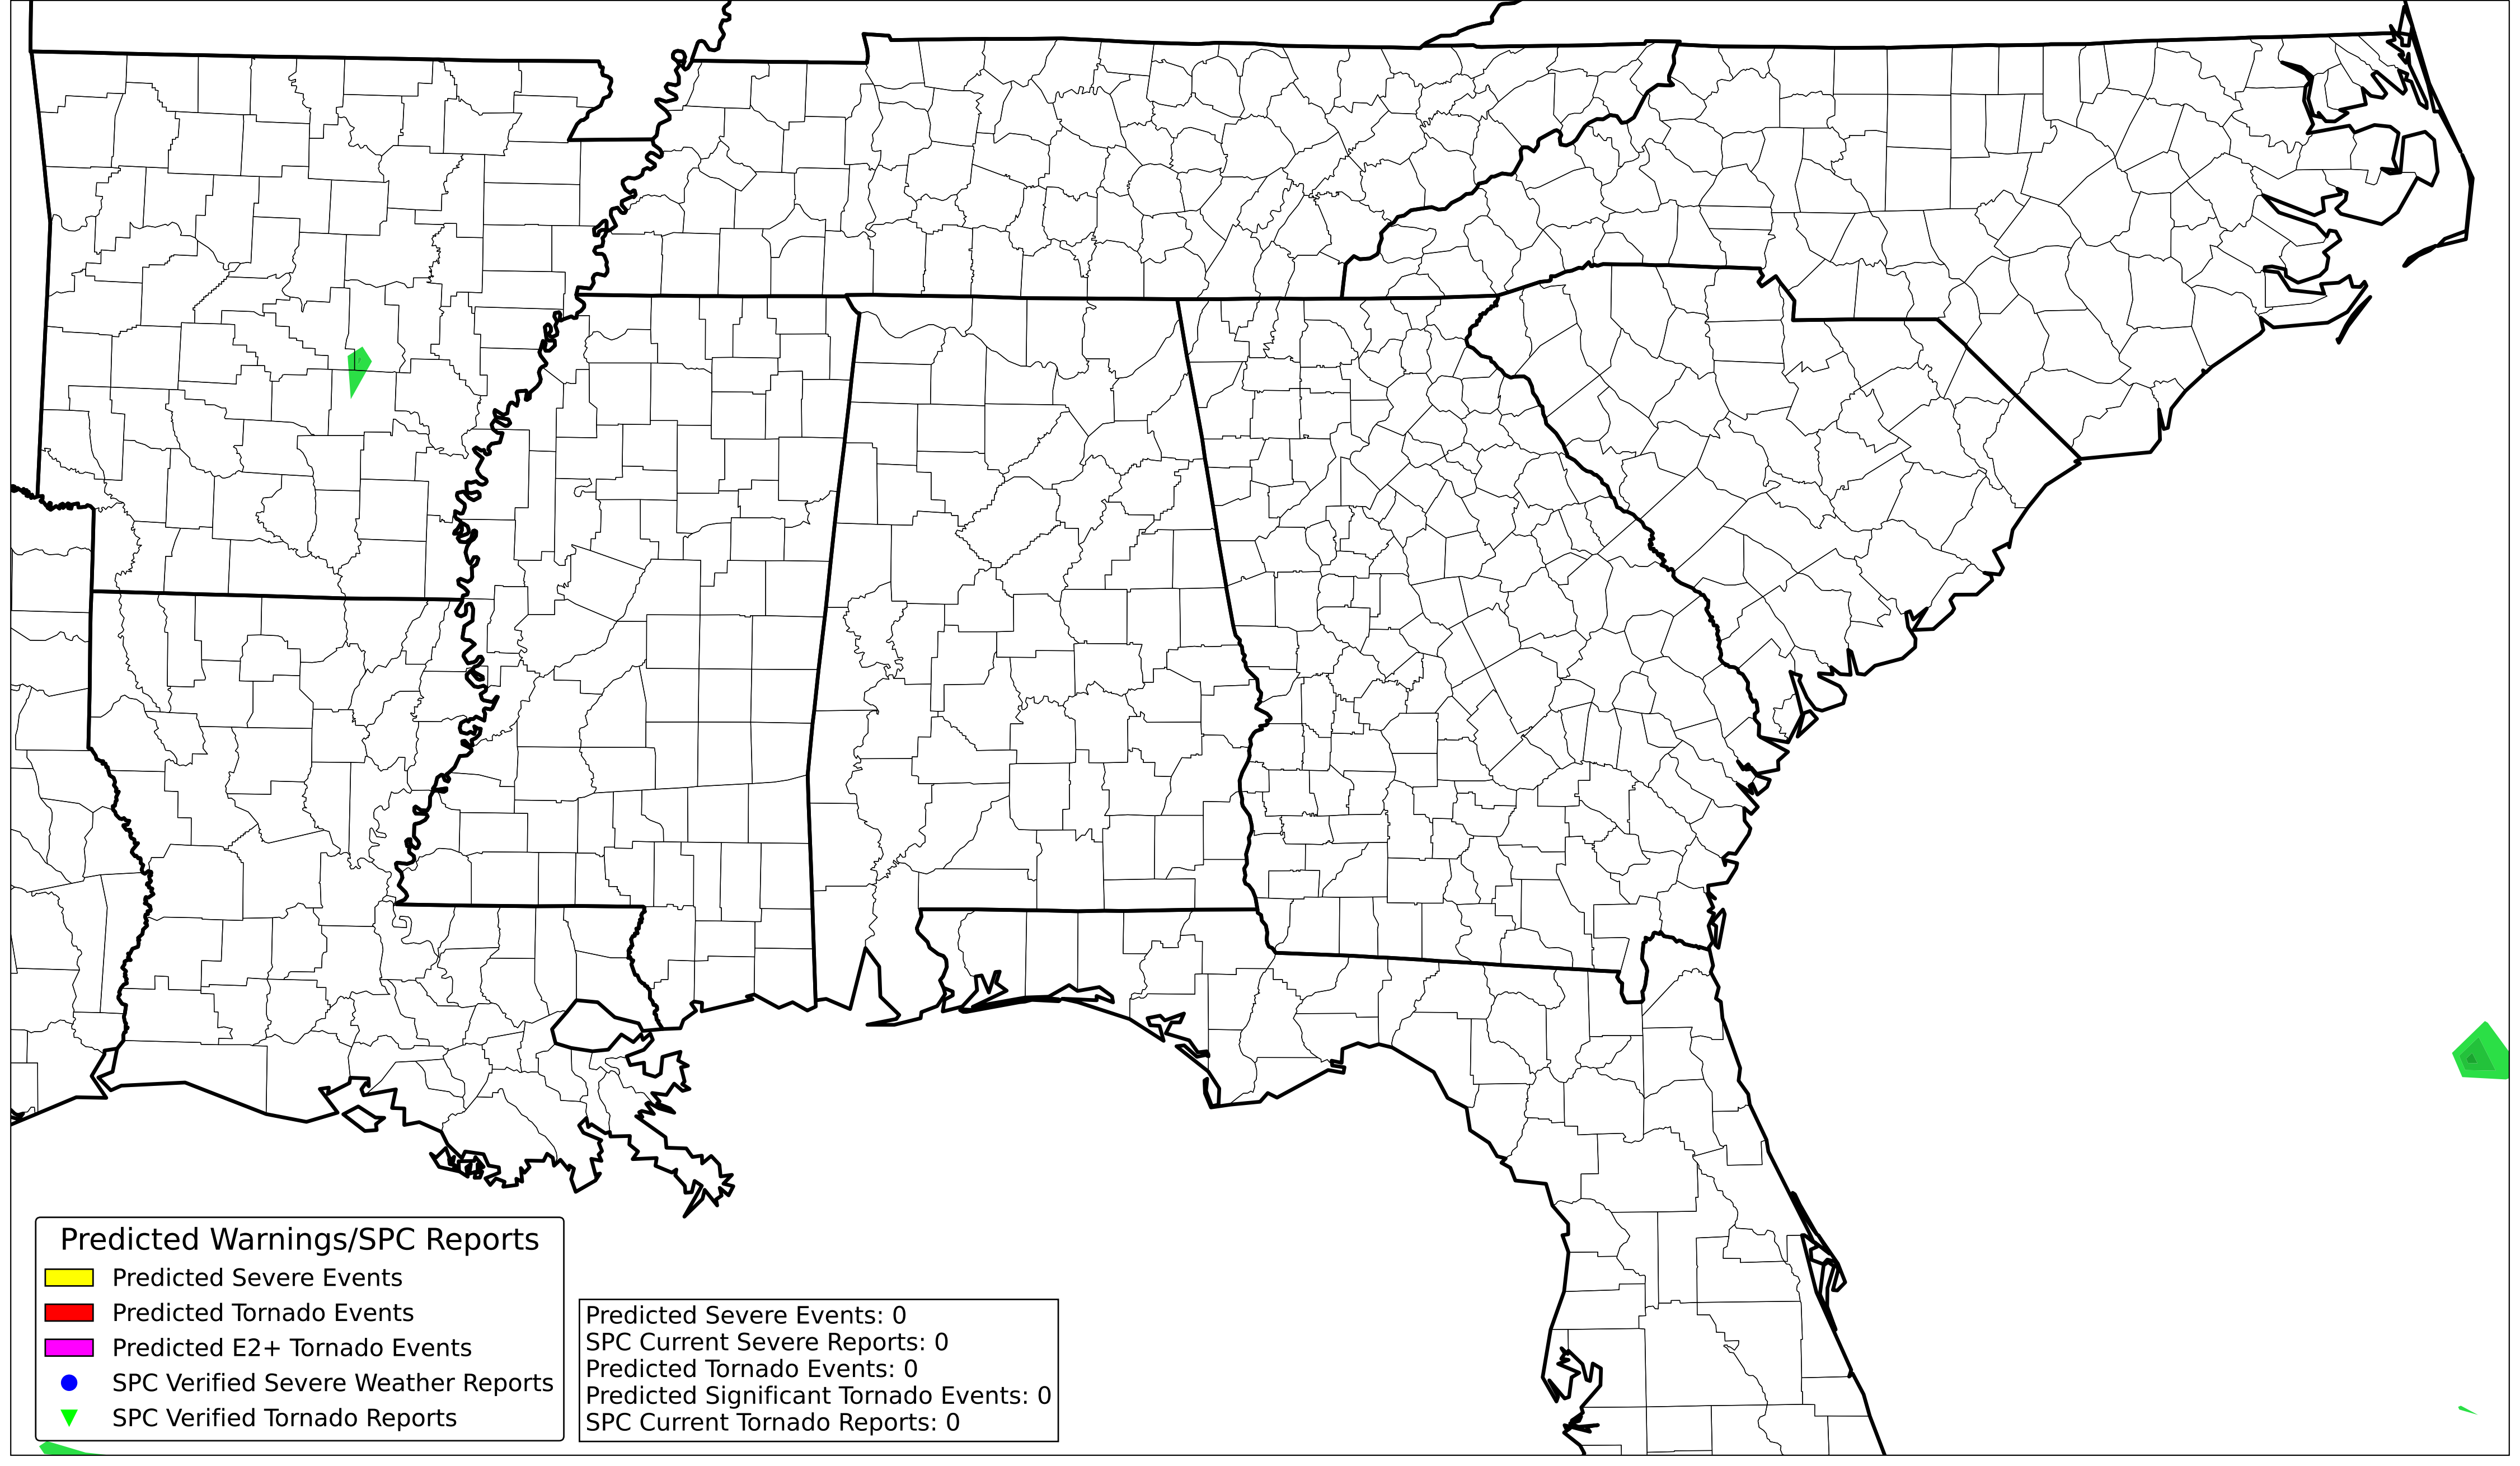 Predicted Warnings/SPC Reports
Predicted Severe Events
Predicted Tornado Events
Predicted E2+ Tornado Events
SPC Verified Severe Weather Reports
SPC Verified Tornado Reports
Predicted Severe Events: 0
SPC Current Severe Reports: 0
Predicted Tornado Events: 0
Predicted Significant Tornado Events: 0
SPC Current Tornado Reports: 0